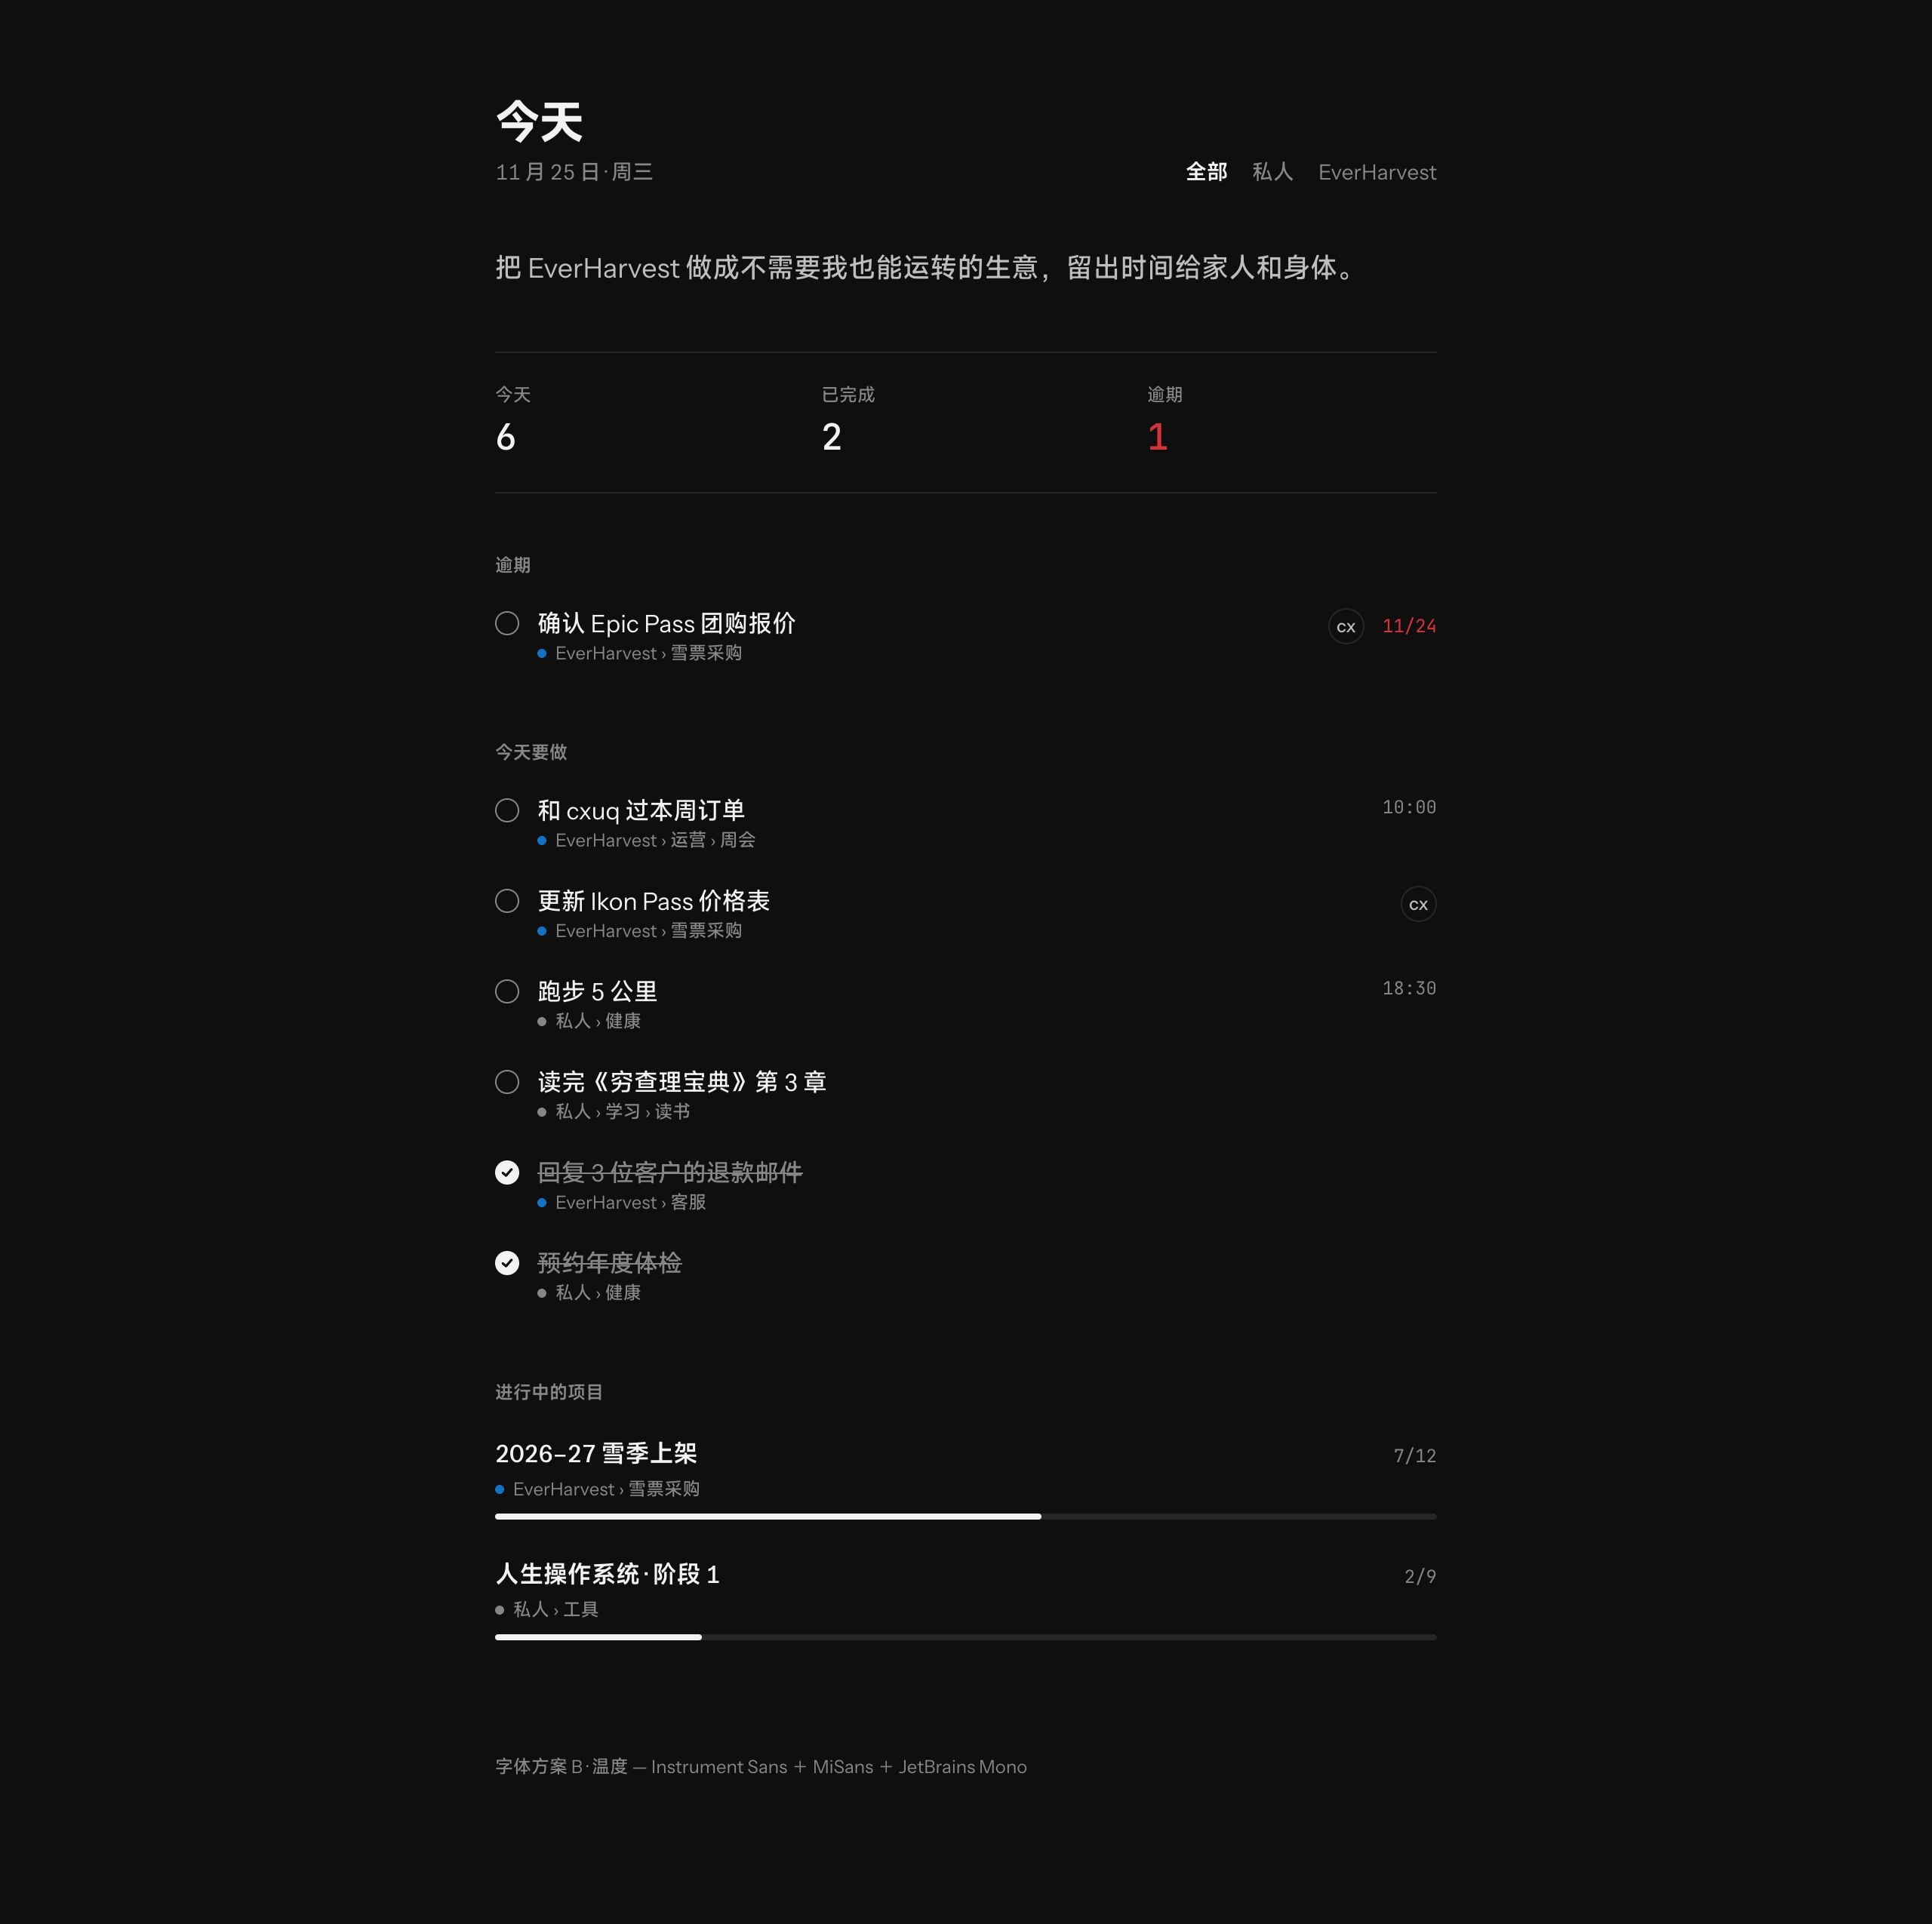 今天
11 月 25 日·周三
全部 私人 EverHarvest
把 EverHarvest 做成不需要我也能运转的生意，留出时间给家人和身体。
今天 已完成 逾期
6 2 1
逾期
确认 Epic Pass 团购报价 cx 11/24
EverHarvest › 雪票采购
今天要做
和 cxuq 过本周订单 10:00
EverHarvest › 运营 › 周会
更新 Ikon Pass 价格表 cx
EverHarvest › 雪票采购
跑步 5 公里 18:30
私人 › 健康
读完《穷查理宝典》第 3 章
私人 › 学习 › 读书
回复 3 位客户的退款邮件
EverHarvest › 客服
预约年度体检
私人 › 健康
进行中的项目
2026–27 雪季上架 7/12
EverHarvest › 雪票采购
人生操作系统·阶段 1 2/9
私人 › 工具
字体方案 B·温度 — Instrument Sans + MiSans + JetBrains Mono